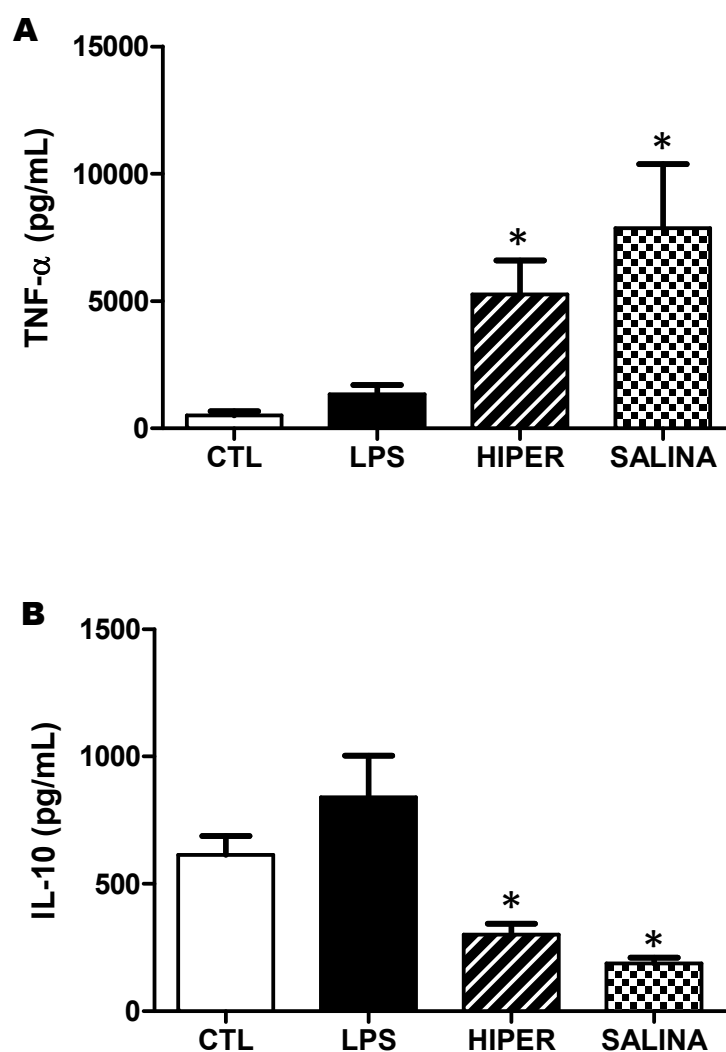 A
15000
10000
5000
0
TNF-α (pg/mL)
*
*
CTL LPS HIPER SALINA
B
1500
1000
500
0
IL-10 (pg/mL)
*
*
CTL LPS HIPER SALINA